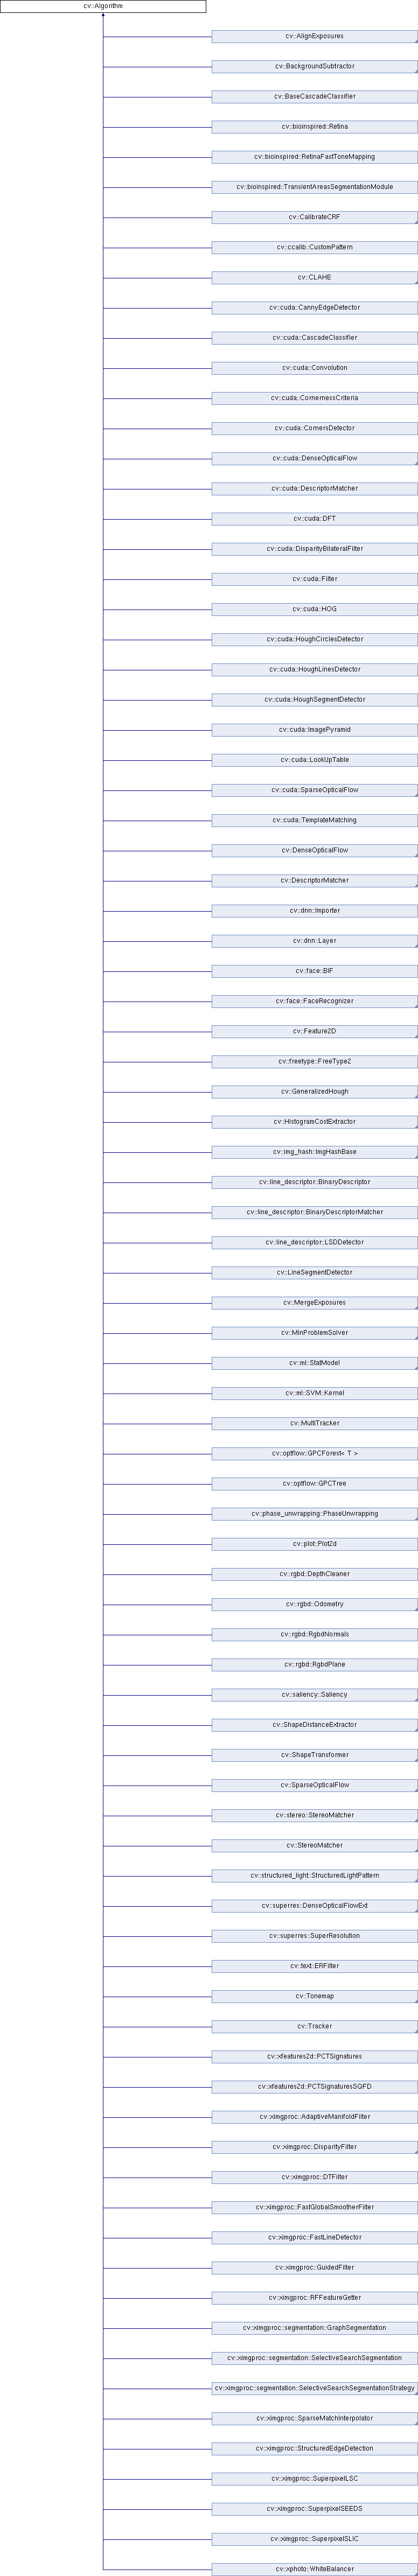 cv::Algorithm
cv::AlignExposures
cv::BackgroundSubtractor
cv::BaseCascadeClassifier
cv::bioinspired::Retina
cv::bioinspired::RetinaFastToneMapping
cv::bioinspired::TransientAreasSegmentationModule
cv::CalibrateCRF
cv::ccalib::CustomPattern
cv::CLAHE
cv::cuda::CannyEdgeDetector
cv::cuda::CascadeClassifier
cv::cuda::Convolution
cv::cuda::CornernessCriteria
cv::cuda::CornersDetector
cv::cuda::DenseOpticalFlow
cv::cuda::DescriptorMatcher
cv::cuda::DFT
cv::cuda::DisparityBilateralFilter
cv::cuda::Filter
cv::cuda::HOG
cv::cuda::HoughCirclesDetector
cv::cuda::HoughLinesDetector
cv::cuda::HoughSegmentDetector
cv::cuda::ImagePyramid
cv::cuda::LookUpTable
cv::cuda::SparseOpticalFlow
cv::cuda::TemplateMatching
cv::DenseOpticalFlow
cv::DescriptorMatcher
cv::dnn::Importer
cv::dnn::Layer
cv::face::BIF
cv::face::FaceRecognizer
cv::Feature2D
cv::freetype::FreeType2
cv::GeneralizedHough
cv::HistogramCostExtractor
cv::img_hash::ImgHashBase
cv::line_descriptor::BinaryDescriptor
cv::line_descriptor::BinaryDescriptorMatcher
cv::line_descriptor::LSDDetector
cv::LineSegmentDetector
cv::MergeExposures
cv::MinProblemSolver
cv::ml::StatModel
cv::ml::SVM::Kernel
cv::MultiTracker
cv::optflow::GPCForest< T >
cv::optflow::GPCTree
cv::phase_unwrapping::PhaseUnwrapping
cv::plot::Plot2d
cv::rgbd::DepthCleaner
cv::rgbd::Odometry
cv::rgbd::RgbdNormals
cv::rgbd::RgbdPlane
cv::saliency::Saliency
cv::ShapeDistanceExtractor
cv::ShapeTransformer
cv::SparseOpticalFlow
cv::stereo::StereoMatcher
cv::StereoMatcher
cv::structured_light::StructuredLightPattern
cv::superres::DenseOpticalFlowExt
cv::superres::SuperResolution
cv::text::ERFilter
cv::Tonemap
cv::Tracker
cv::xfeatures2d::PCTSignatures
cv::xfeatures2d::PCTSignaturesSQFD
cv::ximgproc::AdaptiveManifoldFilter
cv::ximgproc::DisparityFilter
cv::ximgproc::DTFilter
cv::ximgproc::FastGlobalSmootherFilter
cv::ximgproc::FastLineDetector
cv::ximgproc::GuidedFilter
cv::ximgproc::RFFeatureGetter
cv::ximgproc::segmentation::GraphSegmentation
cv::ximgproc::segmentation::SelectiveSearchSegmentation
cv::ximgproc::segmentation::SelectiveSearchSegmentationStrategy
cv::ximgproc::SparseMatchInterpolator
cv::ximgproc::StructuredEdgeDetection
cv::ximgproc::SuperpixelLSC
cv::ximgproc::SuperpixelSEEDS
cv::ximgproc::SuperpixelSLIC
cv::xphoto::WhiteBalancer